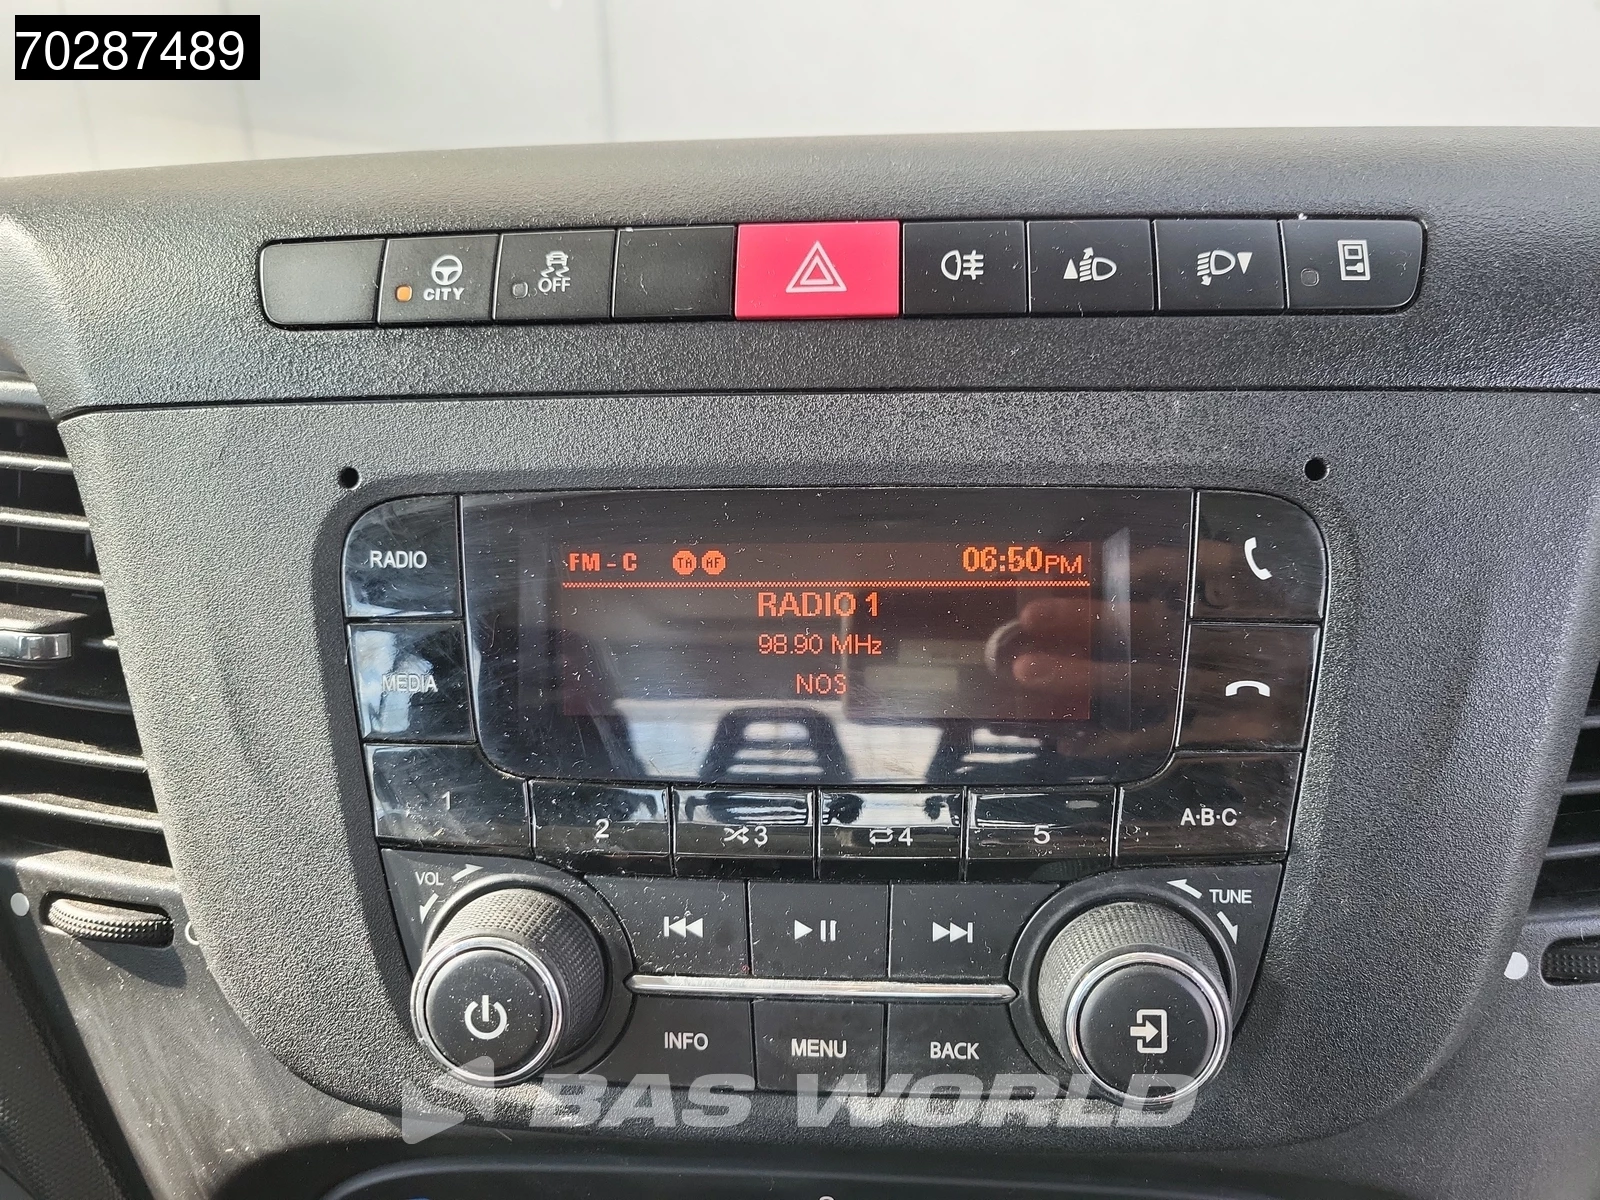 70287489
CITY
OFF
RADIO
FM - C TA AF 06:50PM
RADIO 1
98.90 MHz
NOS
MEDIA
1
2
3
4
5
A·B·C
VOL
TUNE
INFO
MENU
BACK
BAS WORLD